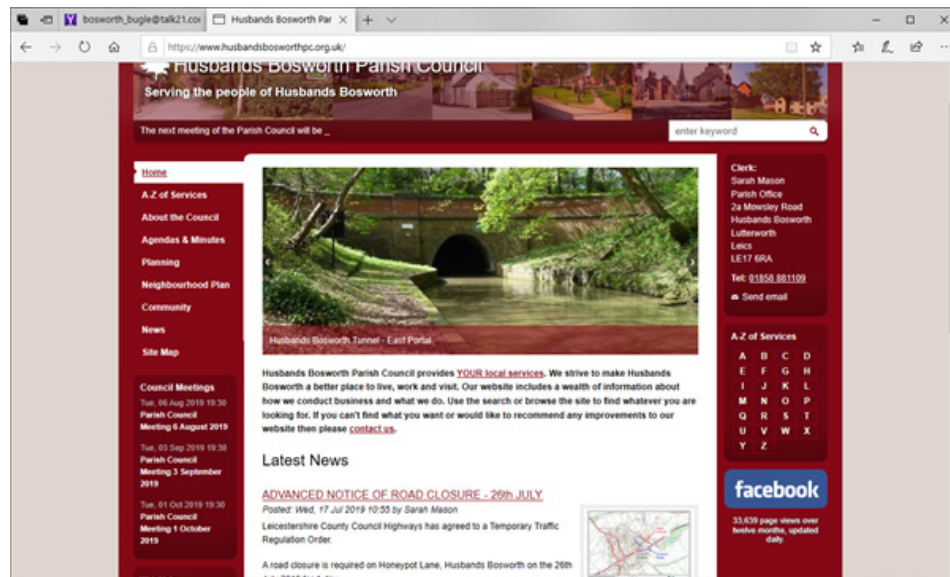 bosworth_bugle@talk21.co
Husbands Bosworth Par
https://www.husbandsbosworthpc.org.uk/
Husbands Bosworth Parish Council
Serving the people of Husbands Bosworth
The next meeting of the Parish Council will be _
enter keyword
Home
A-Z of Services
About the Council
Agendas & Minutes
Planning
Neighbourhood Plan
Community
News
Site Map
Council Meetings
Tue, 06 Aug 2019 19:30
Parish Council
Meeting 6 August 2019
Tue, 03 Sep 2019 19:30
Parish Council
Meeting 3 September
2019
Tue, 01 Oct 2019 19:30
Parish Council
Meeting 1 October
2019
Husbands Bosworth Tunnel - East Portal
Husbands Bosworth Parish Council provides YOUR local services. We strive to make Husbands
Bosworth a better place to live, work and visit. Our website includes a wealth of information about
how we conduct business and what we do. Use the search or browse the site to find whatever you are
looking for. If you can't find what you want or would like to recommend any improvements to our
website then please contact us.
Latest News
ADVANCED NOTICE OF ROAD CLOSURE - 26th JULY
Posted: Wed, 17 Jul 2019 10:55 by Sarah Mason
Leicestershire County Council Highways has agreed to a Temporary Traffic
Regulation Order.
A road closure is required on Honeypot Lane, Husbands Bosworth on the 26th
Clerk:
Sarah Mason
Parish Office
2a Mowsley Road
Husbands Bosworth
Lutterworth
Leics
LE17 6RA
Tel: 01858 881109
Send email
A-Z of Services
A B C D
E F G H
I J K L
M N O P
Q R S T
U V W X
Y Z
facebook
33,639 page views over
twelve months, updated
daily.